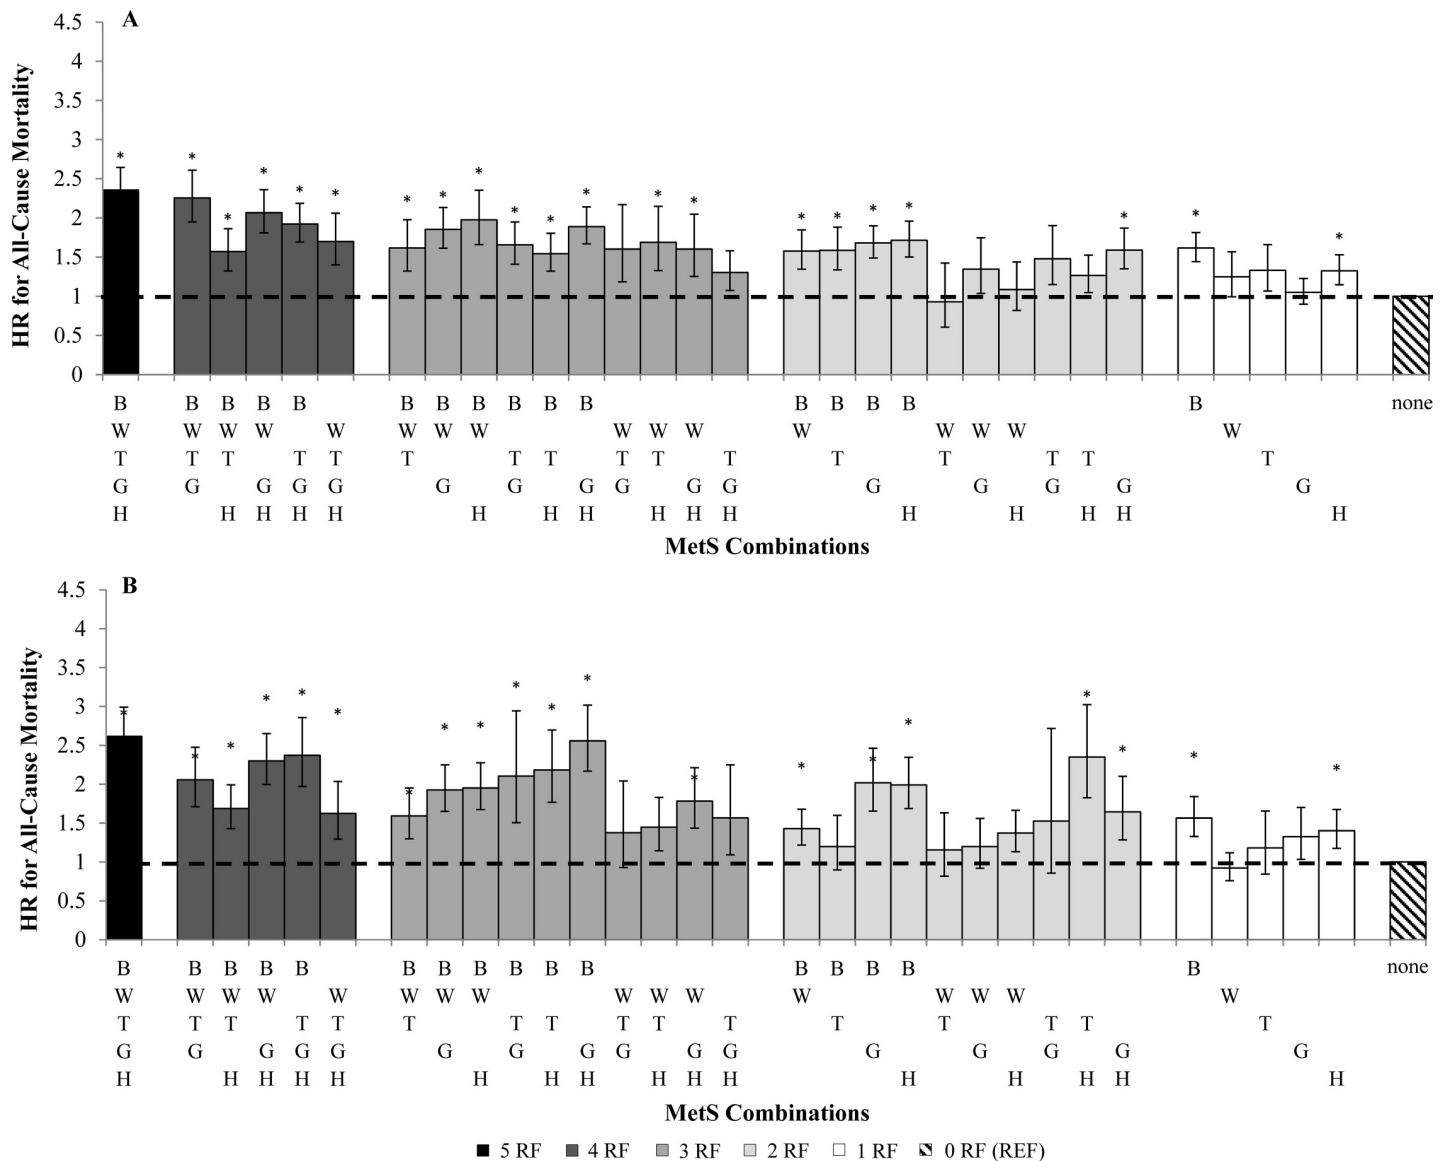 A
4.5
4
3.5
3
2.5
2
1.5
1
0.5
0
HR for All-Cause Mortality
* * * * * * * * * * * * * * * * * * * * * *
B B B B B B B B B B B B B B B B none
W W W W W W W W W W W W W W W W
T T T T T T T T T T T T T T T T
G G G G G G G G G G G G G G G G
H H H H H H H H H H H H H H H H
MetS Combinations
B
4.5
4
3.5
3
2.5
2
1.5
1
0.5
0
HR for All-Cause Mortality
* * * * * * * * * * * * * * * * * * * * *
B B B B B B B B B B B B B B B B none
W W W W W W W W W W W W W W W W
T T T T T T T T T T T T T T T T
G G G G G G G G G G G G G G G G
H H H H H H H H H H H H H H H H
MetS Combinations
5 RF 4 RF 3 RF 2 RF 1 RF 0 RF (REF)